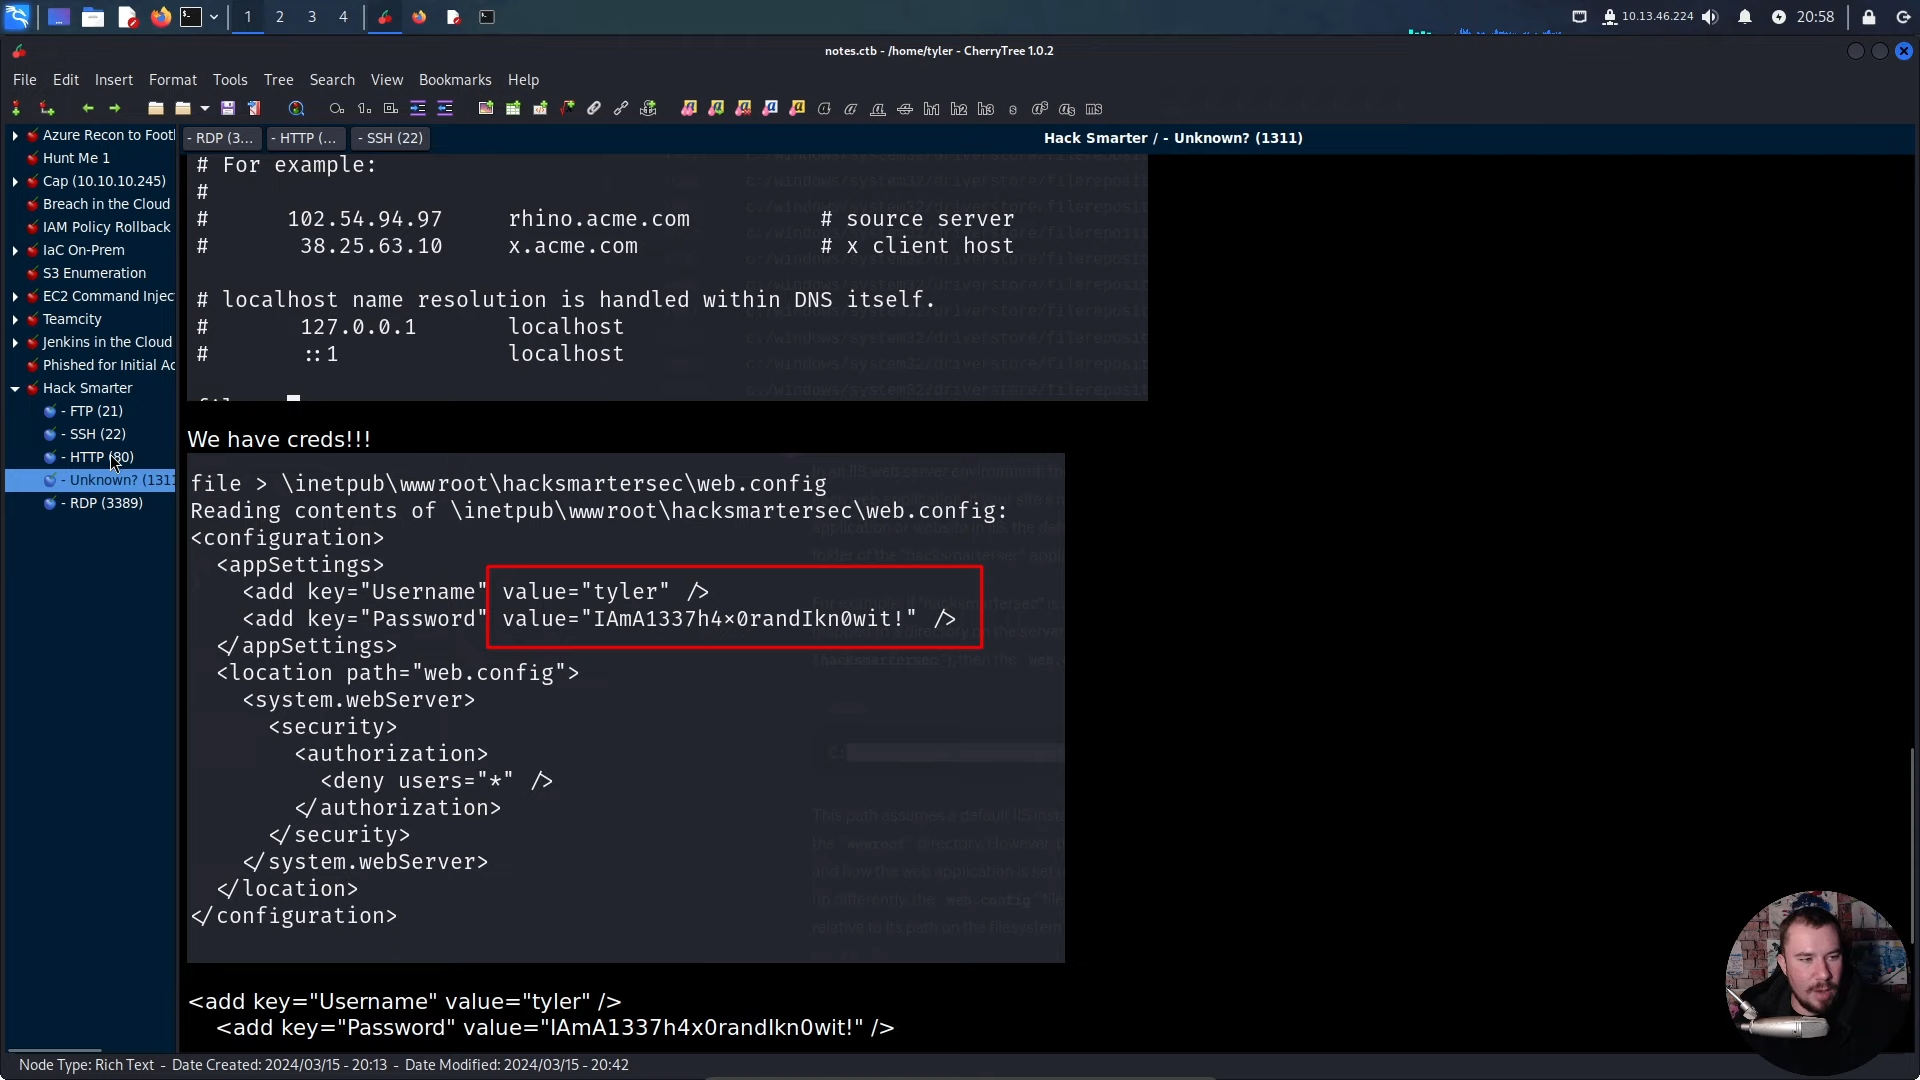 1
2
3
4
10.13.46.224
20:58
notes.ctb - /home/tyler - CherryTree 1.0.2
File Edit Insert Format Tools Tree Search View Bookmarks Help
Azure Recon to Footl
Hunt Me 1
Cap (10.10.10.245)
Breach in the Cloud
IAM Policy Rollback
IaC On-Prem
S3 Enumeration
EC2 Command Injec
Teamcity
Jenkins in the Cloud
Phished for Initial Ac
Hack Smarter
- FTP (21)
- SSH (22)
- HTTP (80)
- Unknown? (1311
- RDP (3389)
- RDP (3...
- HTTP (...
- SSH (22)
Hack Smarter / - Unknown? (1311)
# For example:
#
# 102.54.94.97 rhino.acme.com # source server
# 38.25.63.10 x.acme.com # x client host
# localhost name resolution is handled within DNS itself.
# 127.0.0.1 localhost
# ::1 localhost
We have creds!!!
file > \inetpub\wwwroot\hacksmartersec\web.config
Reading contents of \inetpub\wwwroot\hacksmartersec\web.config:
<configuration>
<appSettings>
<add key="Username" value="tyler" />
<add key="Password" value="IAmA1337h4x0randIkn0wit!" />
</appSettings>
<location path="web.config">
<system.webServer>
<security>
<authorization>
<deny users="*" />
</authorization>
</security>
</system.webServer>
</location>
</configuration>
<add key="Username" value="tyler" />
<add key="Password" value="IAmA1337h4x0randIkn0wit!" />
Node Type: Rich Text - Date Created: 2024/03/15 - 20:13 - Date Modified: 2024/03/15 - 20:42